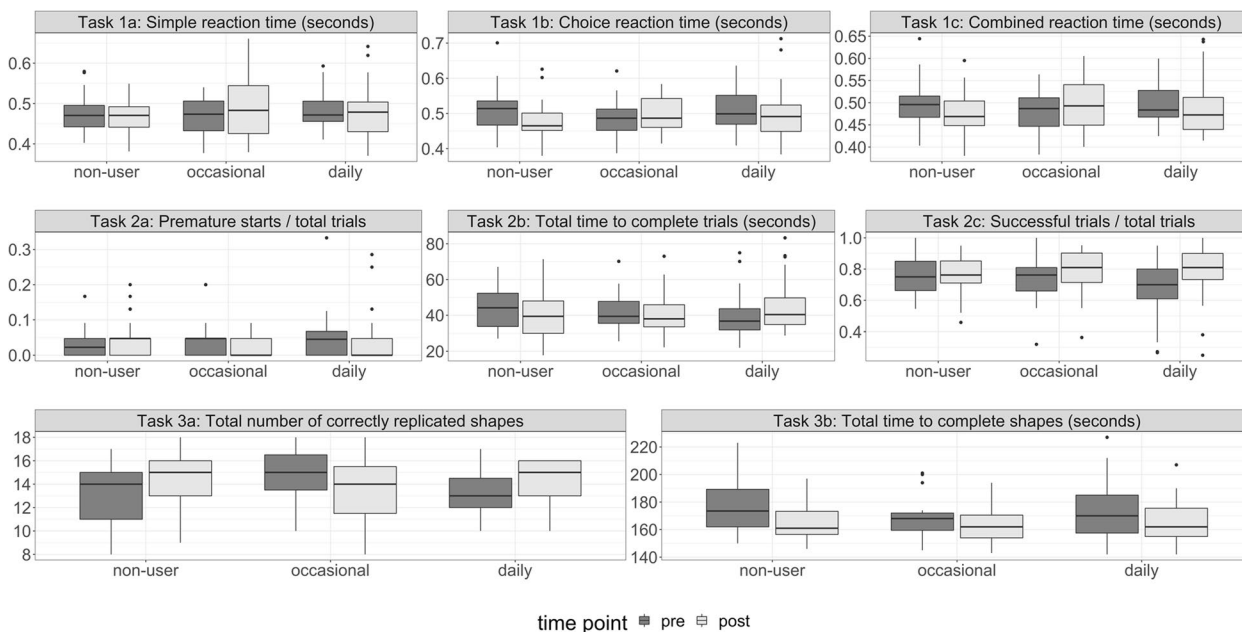 Task 1a: Simple reaction time (seconds)
0.6
0.5
0.4
non-user occasional daily
Task 1b: Choice reaction time (seconds)
0.7
0.6
0.5
0.4
non-user occasional daily
Task 1c: Combined reaction time (seconds)
0.65
0.60
0.55
0.50
0.45
0.40
non-user occasional daily
Task 2a: Premature starts / total trials
0.3
0.2
0.1
0.0
non-user occasional daily
Task 2b: Total time to complete trials (seconds)
80
60
40
20
non-user occasional daily
Task 2c: Successful trials / total trials
1.0
0.8
0.6
0.4
non-user occasional daily
Task 3a: Total number of correctly replicated shapes
18
16
14
12
10
8
non-user occasional daily
Task 3b: Total time to complete shapes (seconds)
220
200
180
160
140
non-user occasional daily
time point pre post